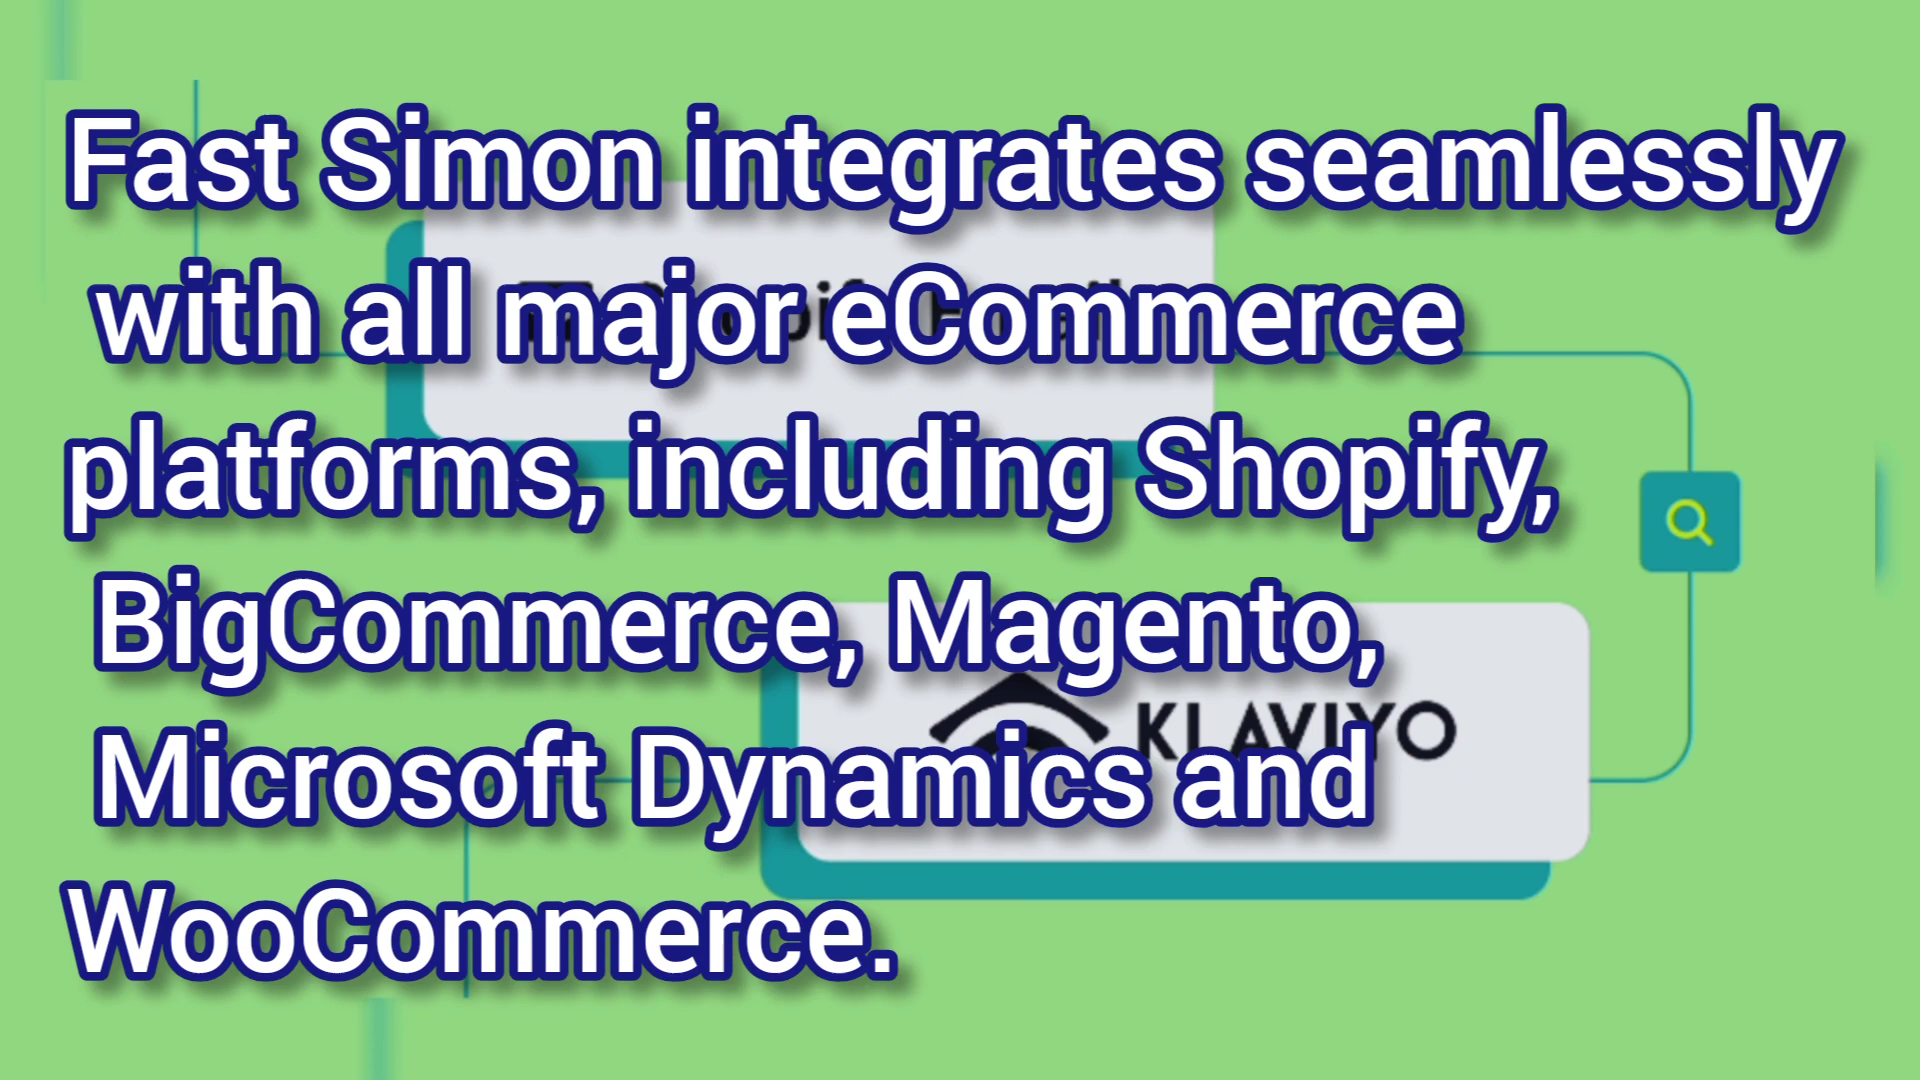 Fast Simon integrates seamlessly
with all major eCommerce
platforms, including Shopify,
BigCommerce, Magento,
KLAVIYO
Microsoft Dynamics and
WooCommerce.